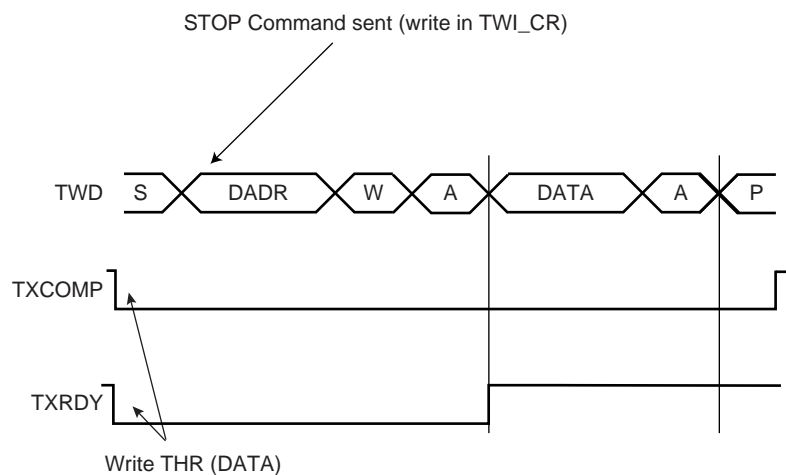 STOP Command sent (write in TWI_CR)
TWD S DADR W A DATA A P
TXCOMP
TXRDY
Write THR (DATA)